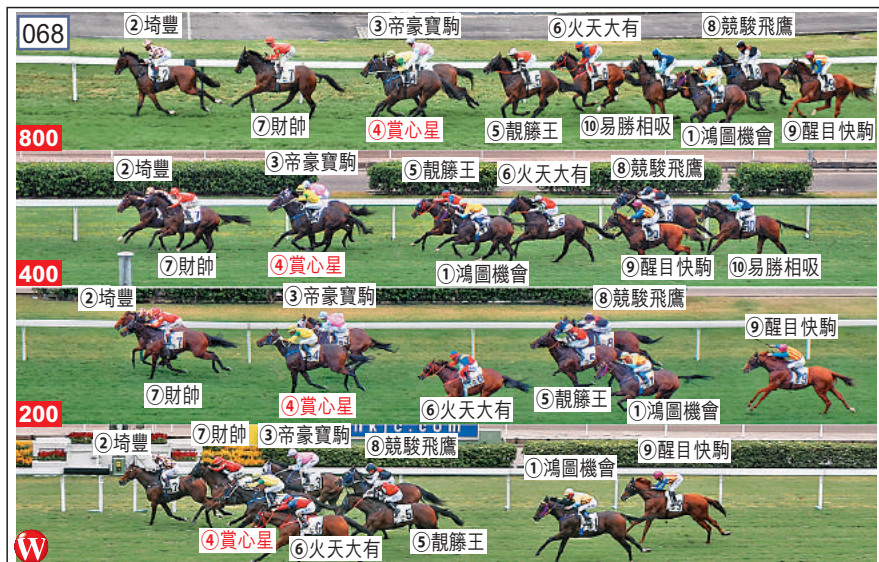 068
②埼豐
③帝豪寶駒
⑥火天大有
⑧競駿飛鷹
⑦財帥
④賞心星
⑤靚籐王
⑩易勝相吸
①鴻圖機會
⑨醒目快駒
800
②埼豐
③帝豪寶駒
⑤靚籐王
⑥火天大有
⑧競駿飛鷹
⑦財帥
④賞心星
①鴻圖機會
⑨醒目快駒
⑩易勝相吸
400
②埼豐
③帝豪寶駒
⑧競駿飛鷹
⑨醒目快駒
⑦財帥
④賞心星
⑥火天大有
⑤靚籐王
①鴻圖機會
200
②埼豐
⑦財帥
③帝豪寶駒
⑧競駿飛鷹
①鴻圖機會
⑨醒目快駒
④賞心星
⑥火天大有
⑤靚籐王
W